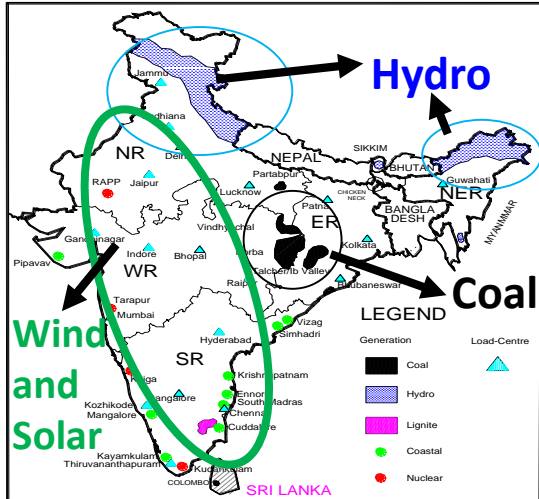 Hydro
Jammu
dhiana
Delh
NR
NEPAL
SIKKIM
BHUTAN
CHICKEN
NECK
Guwahati
NER
RAPP
Jaipur
Lucknow
Partabpur
Patna
BANGLA
DESH
MYANMMAR
Vindhyachal
ER
Gandhinagar
Korba
Kolkata
Pipavav
WR
Indore
Bhopal
Talcher/Ib Valley
Raipur
Bhubaneswar
Coal
Tarapur
Mumbai
Wind
and
Solar
Hyderabad
Vizag
Simhadri
SR
Krishnapatnam
Kaiga
Bangalore
Ennore
South Madras
Chennai
Kozhikode
Mangalore
Cuddalore
Kayamkulam
Thiruvananthapuram
Kudankulam
COLOMBO
SRI LANKA
LEGEND
Generation
Load-Centre
Coal
Hydro
Lignite
Coastal
Nuclear